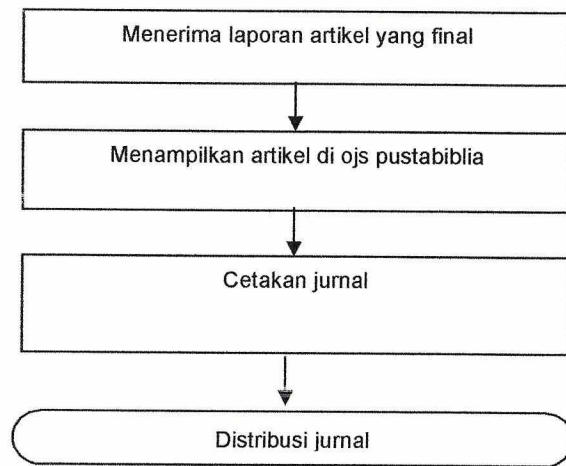 Menerima laporan artikel yang final
Menampilkan artikel di ojs pustabiblia
Cetakan jurnal
Distribusi jurnal